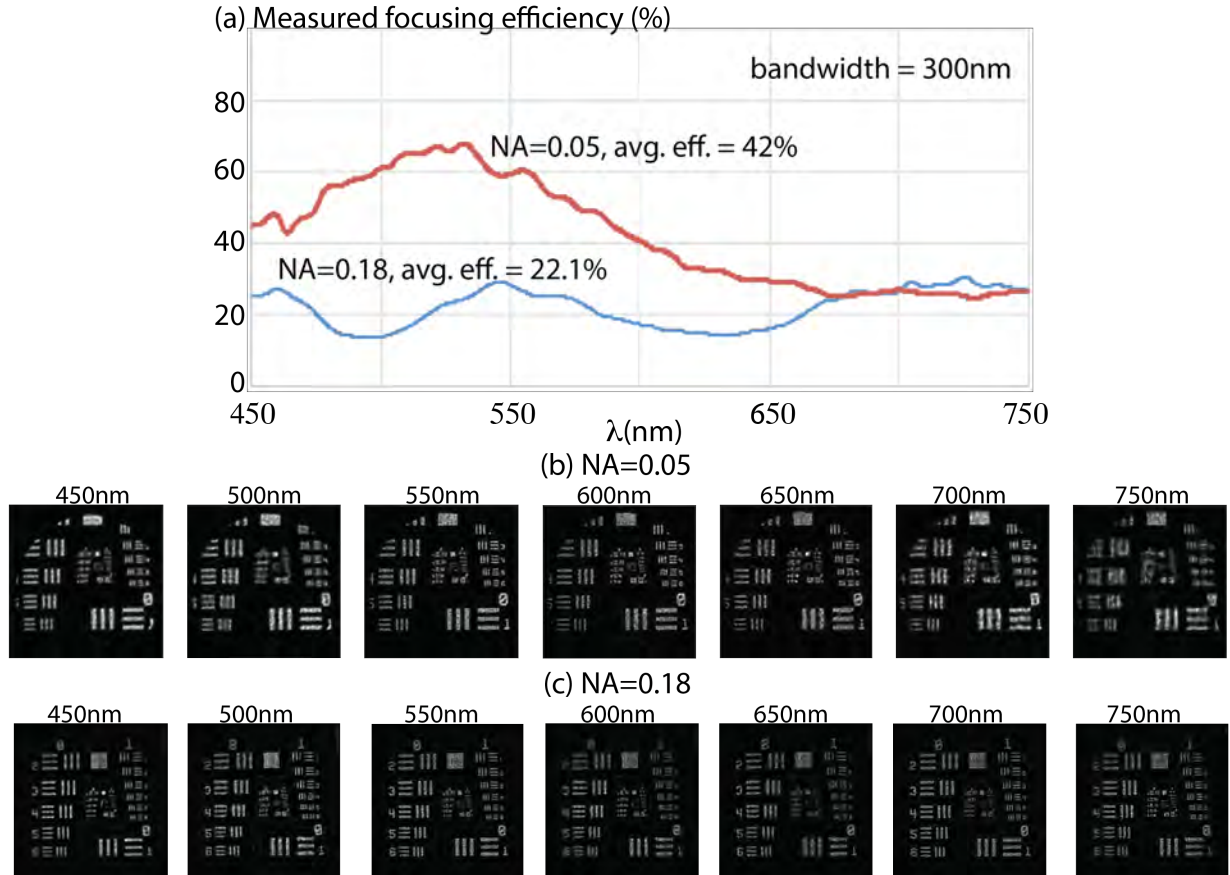 (a) Measured focusing efficiency (%)
bandwidth = 300nm
80
NA=0.05, avg. eff. = 42%
60
40
NA=0.18, avg. eff. = 22.1%
20
0
450 550 650 750
λ(nm)
(b) NA=0.05
450nm 500nm 550nm 600nm 650nm 700nm 750nm
(c) NA=0.18
450nm 500nm 550nm 600nm 650nm 700nm 750nm